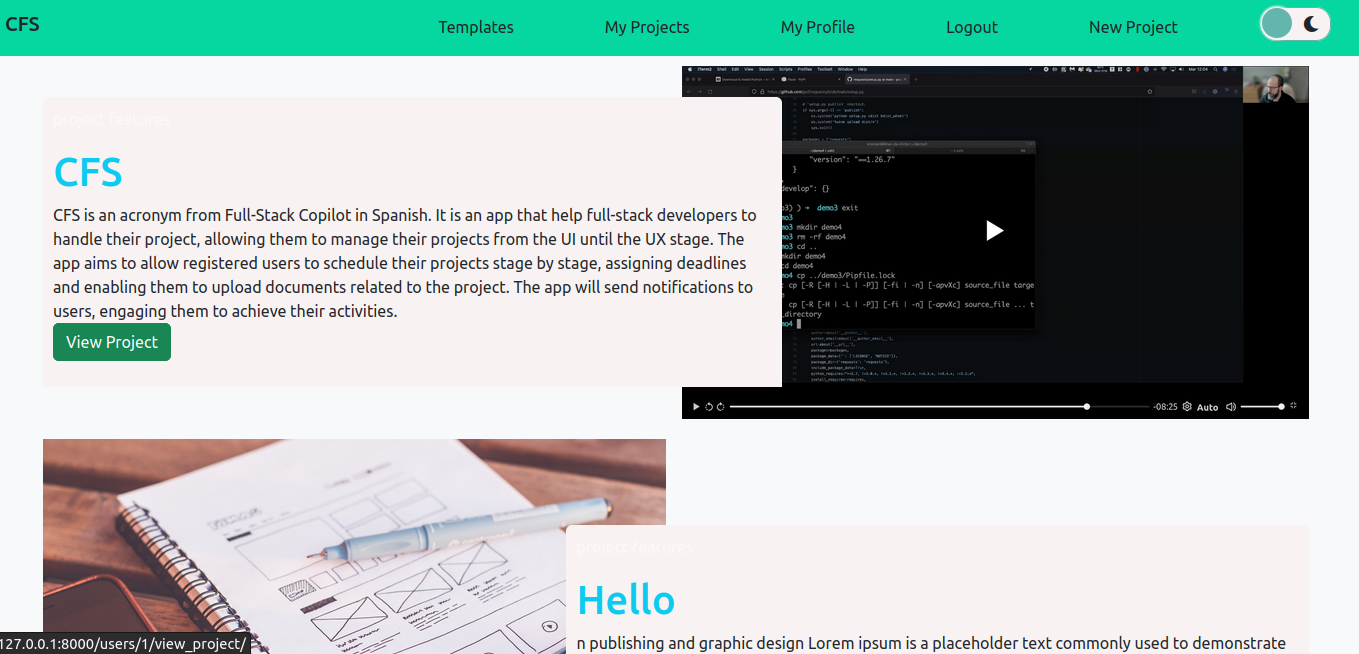 CFS
Templates
My Projects
My Profile
Logout
New Project
project features
CFS
CFS is an acronym from Full-Stack Copilot in Spanish. It is an app that help full-stack developers to
handle their project, allowing them to manage their projects from the UI until the UX stage. The
app aims to allow registered users to schedule their projects stage by stage, assigning deadlines
and enabling them to upload documents related to the project. The app will send notifications to
users, engaging them to achieve their activities.
View Project
"version": "==1.26.7"
}
evelop": {}
demo3 exit
mo3
mo3 mkdir demo4
mo3 rm -rf demo4
mo3 cd ..
mkdir demo4
cd demo4
mo4 cp ../demo3/Pipfile.lock
cp [-R [-H | -L | -P]] [-fi | -n] [-apvXc] source_file targe
e
cp [-R [-H | -L | -P]] [-fi | -n] [-apvXc] source_file ... t
_directory
mo4
-08:25
Auto
project features
Hello
n publishing and graphic design Lorem ipsum is a placeholder text commonly used to demonstrate
127.0.0.1:8000/users/1/view_project/